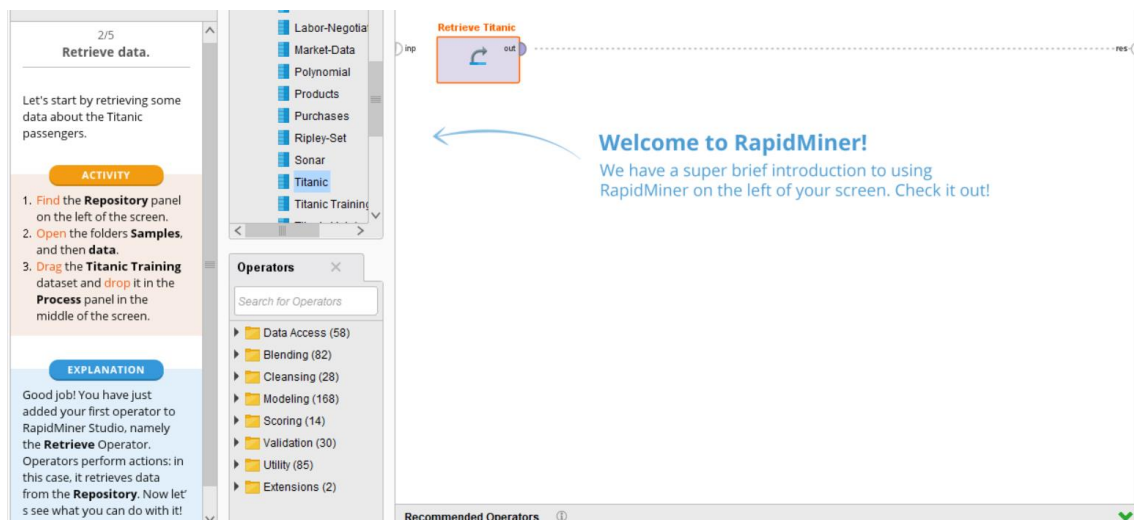 2/5
Retrieve data.
Let's start by retrieving some
data about the Titanic
passengers.
ACTIVITY
1. Find the Repository panel
on the left of the screen.
2. Open the folders Samples,
and then data.
3. Drag the Titanic Training
dataset and drop it in the
Process panel in the
middle of the screen.
EXPLANATION
Good job! You have just
added your first operator to
RapidMiner Studio, namely
the Retrieve Operator.
Operators perform actions: in
this case, it retrieves data
from the Repository. Now let'
s see what you can do with it!
Labor-Negotiat
Market-Data
Polynomial
Products
Purchases
Ripley-Set
Sonar
Titanic
Titanic Training
Operators
Search for Operators
Data Access (58)
Blending (82)
Cleansing (28)
Modeling (168)
Scoring (14)
Validation (30)
Utility (85)
Extensions (2)
Retrieve Titanic
inp
out
res
Welcome to RapidMiner!
We have a super brief introduction to using
RapidMiner on the left of your screen. Check it out!
Recommended Operators